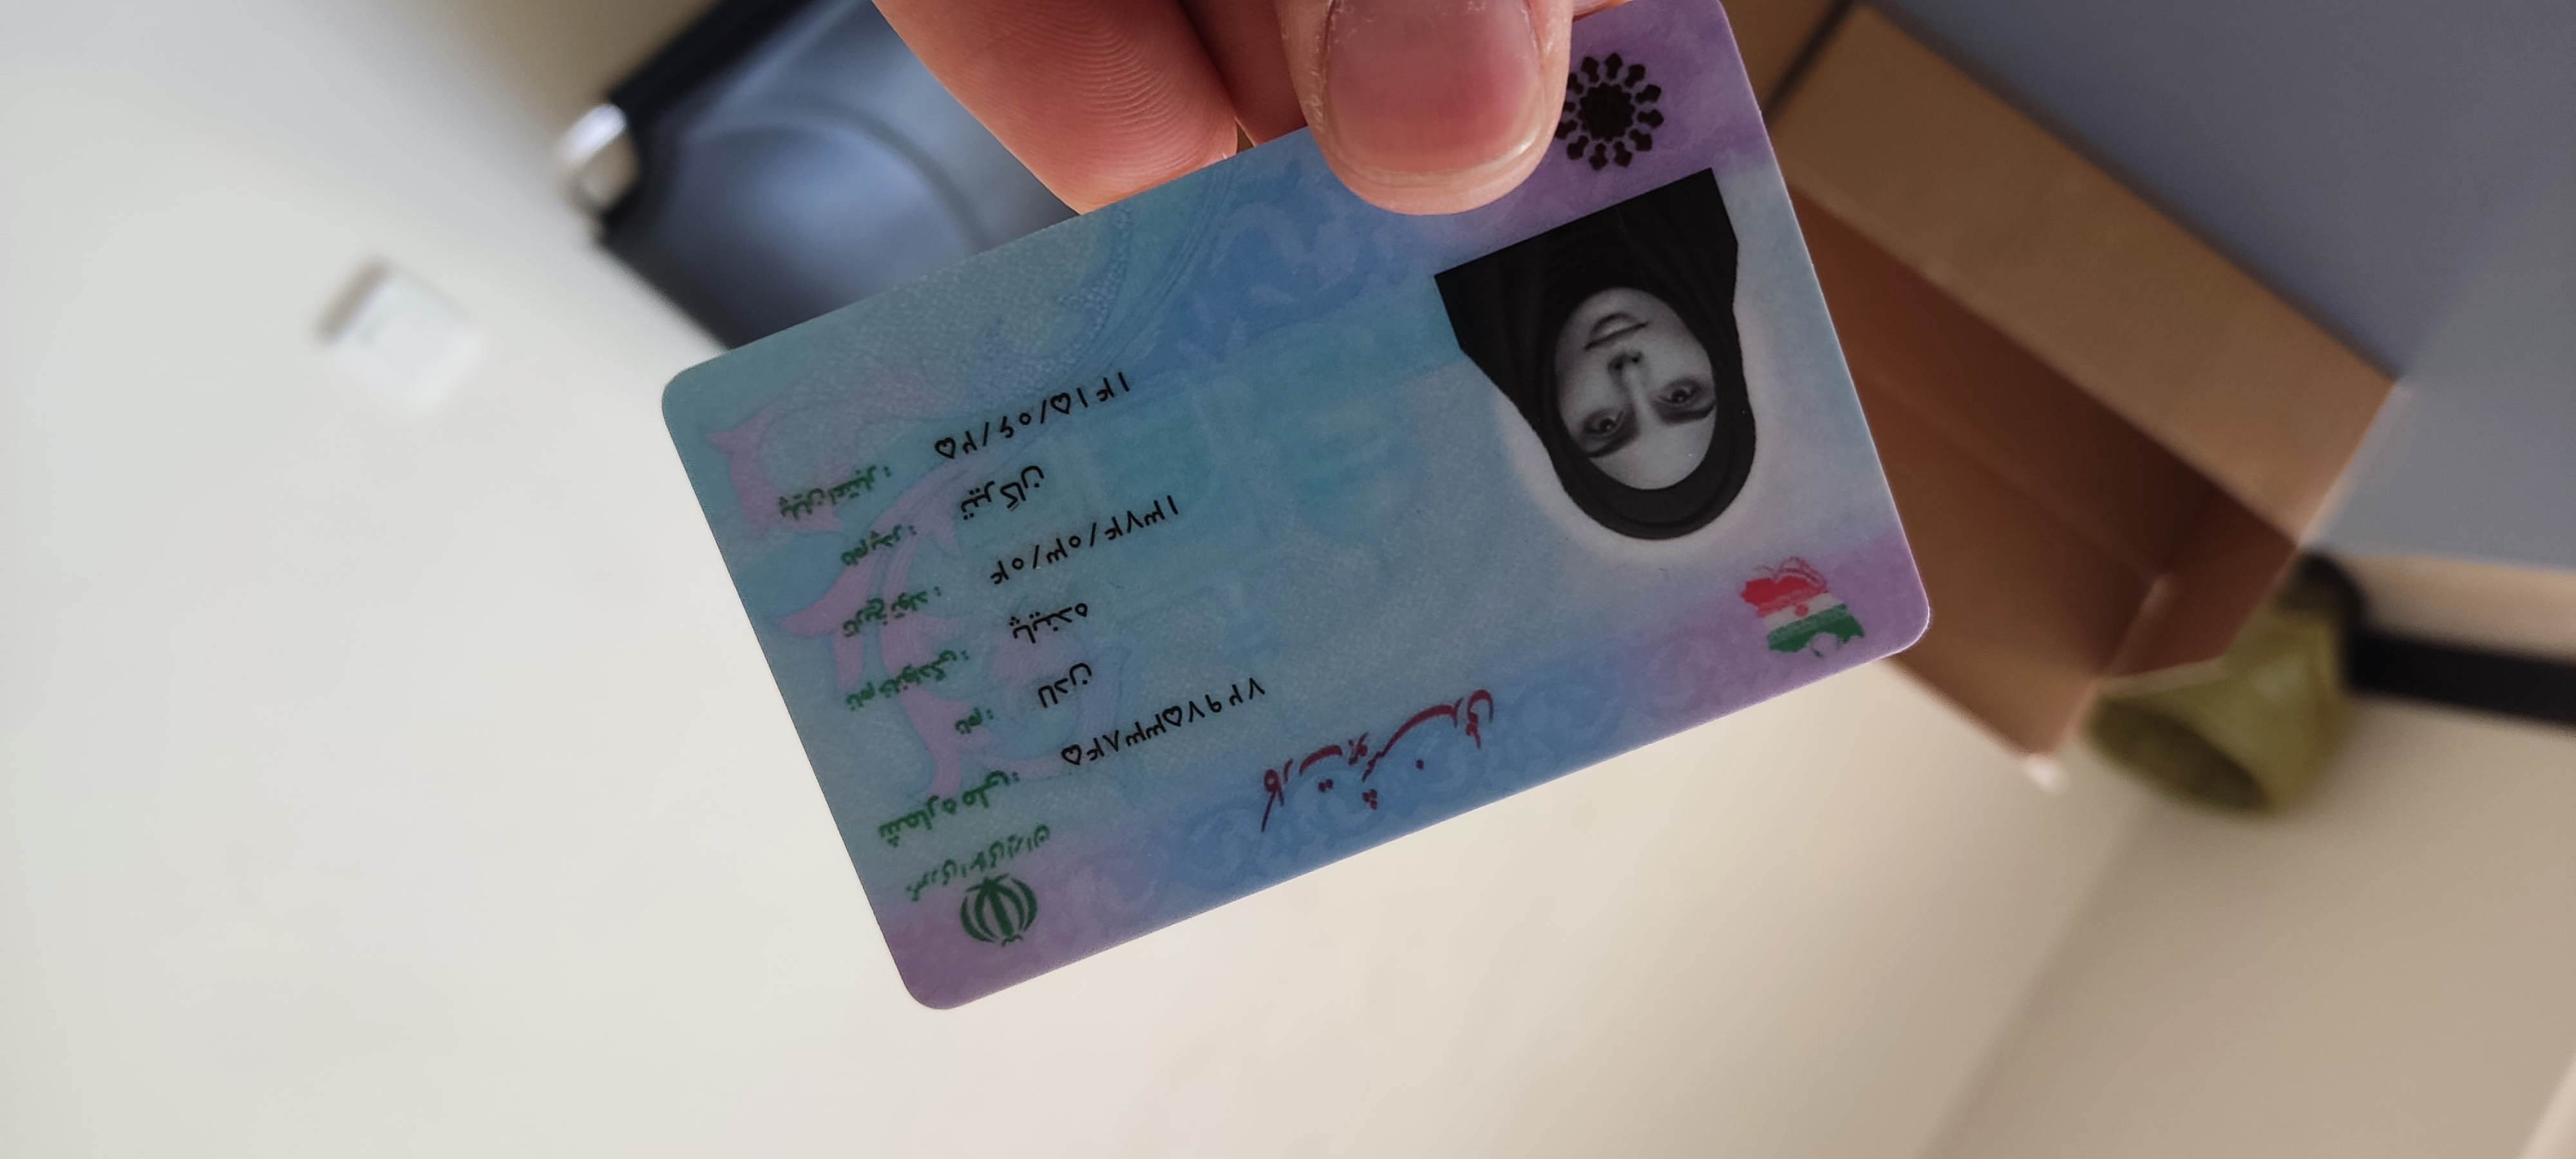 جمهوری اسلامی ایران
کارت هوشمند ملی
شماره ملی: ۷۲۹۷۵۳۳۸۴۵
نام: لادن
نام خانوادگی: پاینده
تاریخ تولد: ۱۳۷۴/۰۳/۰۴
نام پدر: تیرگان
پایان اعتبار: ۱۴۱۵/۰۶/۲۵